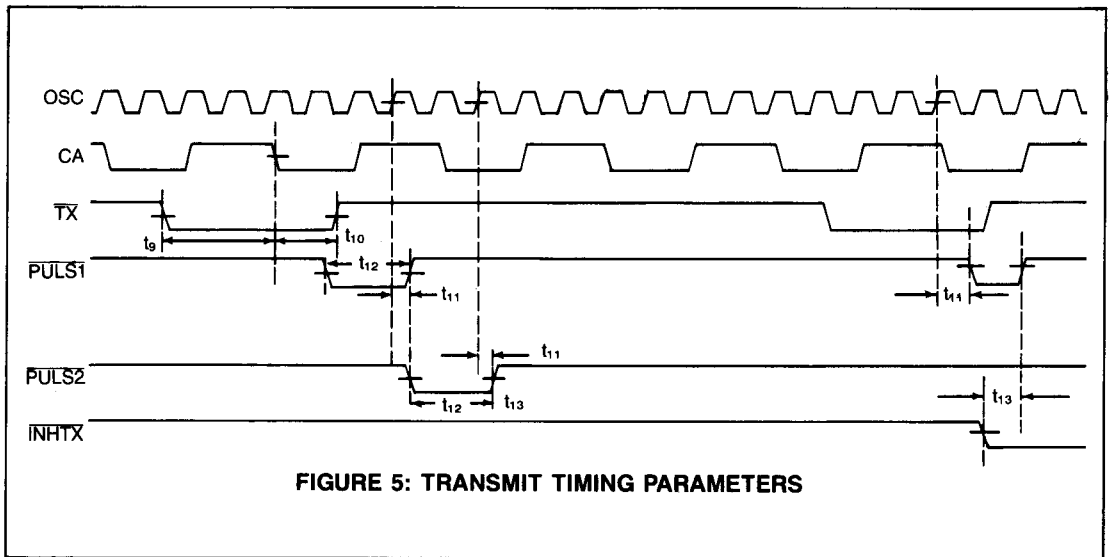 OSC
CA
TX
t9 t10
PULS1
t12
t11 t11
t11
PULS2
t12 t13 t13
INHTX
FIGURE 5: TRANSMIT TIMING PARAMETERS